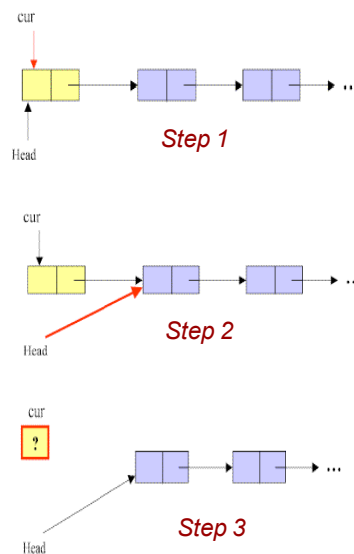 cur
...
Step 1
Head
cur
...
Step 2
Head
cur
?
...
Step 3
Head